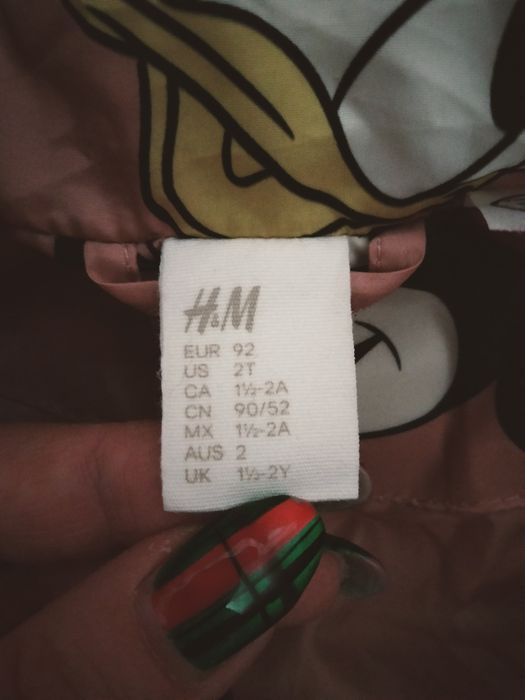 H&M
EUR 92
US 2T
CA 1½-2A
CN 90/52
MX 1½-2A
AUS 2
UK 1½-2Y